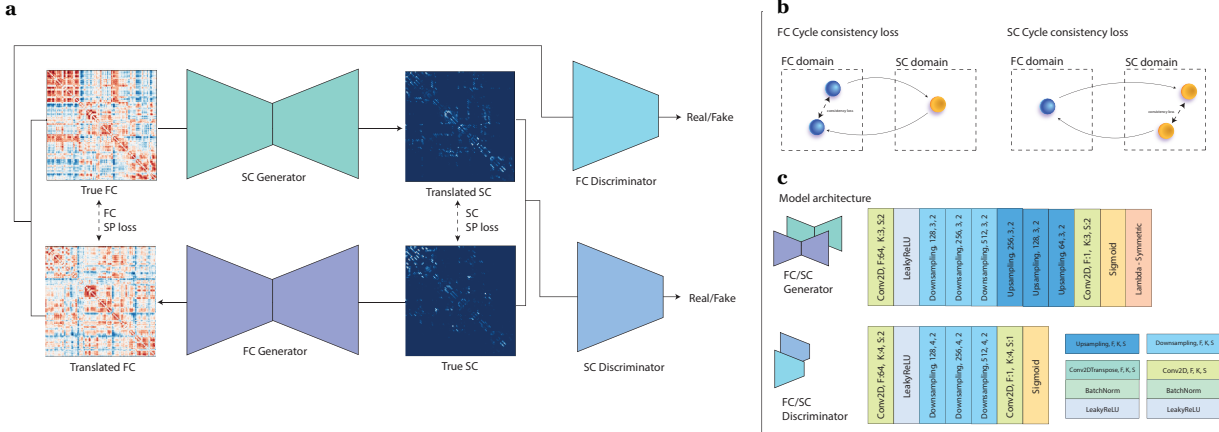 a
True FC
SC Generator
Translated SC
FC Discriminator
Real/Fake
FC
SP loss
SC
SP loss
Translated FC
FC Generator
True SC
SC Discriminator
Real/Fake
b
FC Cycle consistency loss
SC Cycle consistency loss
FC domain
SC domain
consistency loss
FC domain
SC domain
consistency loss
c
Model architecture
FC/SC
Generator
Conv2D, F:64, K:3, S:2
LeakyReLU
Downsampling, 128, 3, 2
Downsampling, 256, 3, 2
Downsampling, 512, 3, 2
Upsampling, 256, 3, 2
Upsampling, 128, 3, 2
Upsampling, 64, 3, 2
Conv2D, F:1, K:3, S:2
Sigmoid
Lambda - Symmetric
FC/SC
Discriminator
Conv2D, F:64, K:4, S:2
LeakyReLU
Downsampling, 128, 4, 2
Downsampling, 256, 4, 2
Downsampling, 512, 4, 2
Conv2D, F:1, K:4, S:1
Sigmoid
Upsampling, F, K, S
Conv2DTranspose, F, K, S
BatchNorm
LeakyReLU
Downsampling, F, K, S
Conv2D, F, K, S
BatchNorm
LeakyReLU